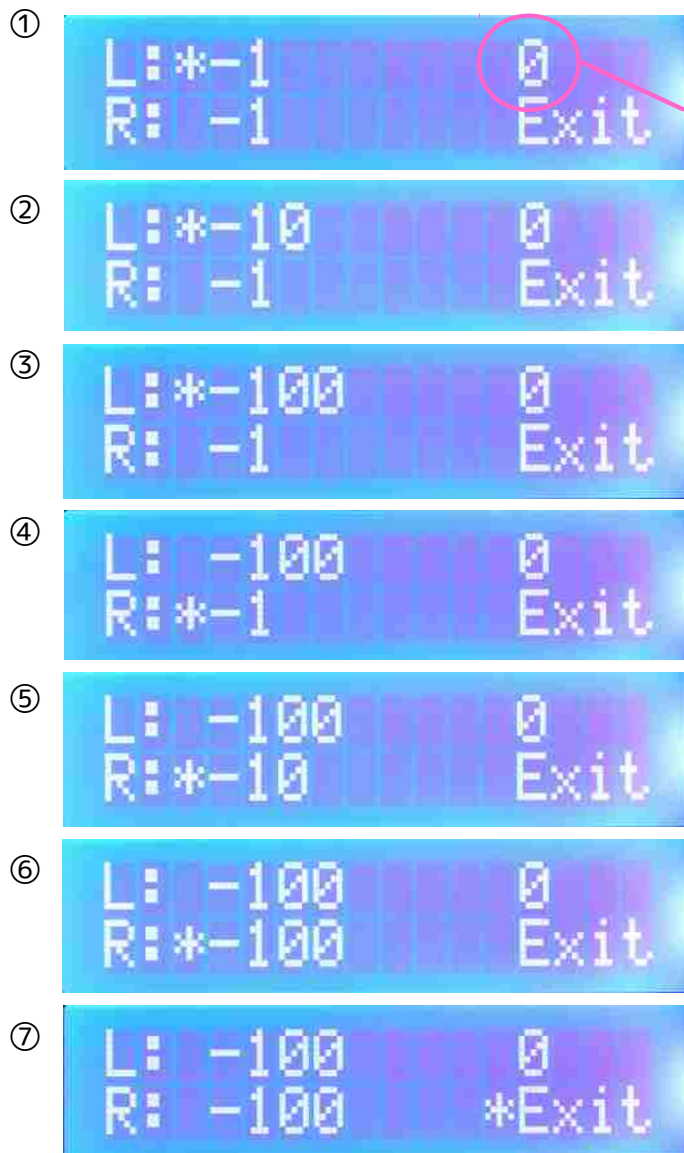 ①
L:*-1 0
R: -1 Exit
②
L:*-10 0
R: -1 Exit
③
L:*-100 0
R: -1 Exit
④
L: -100 0
R:*-1 Exit
⑤
L: -100 0
R:*-10 Exit
⑥
L: -100 0
R:*-100 Exit
⑦
L: -100 0
R: -100 *Exit